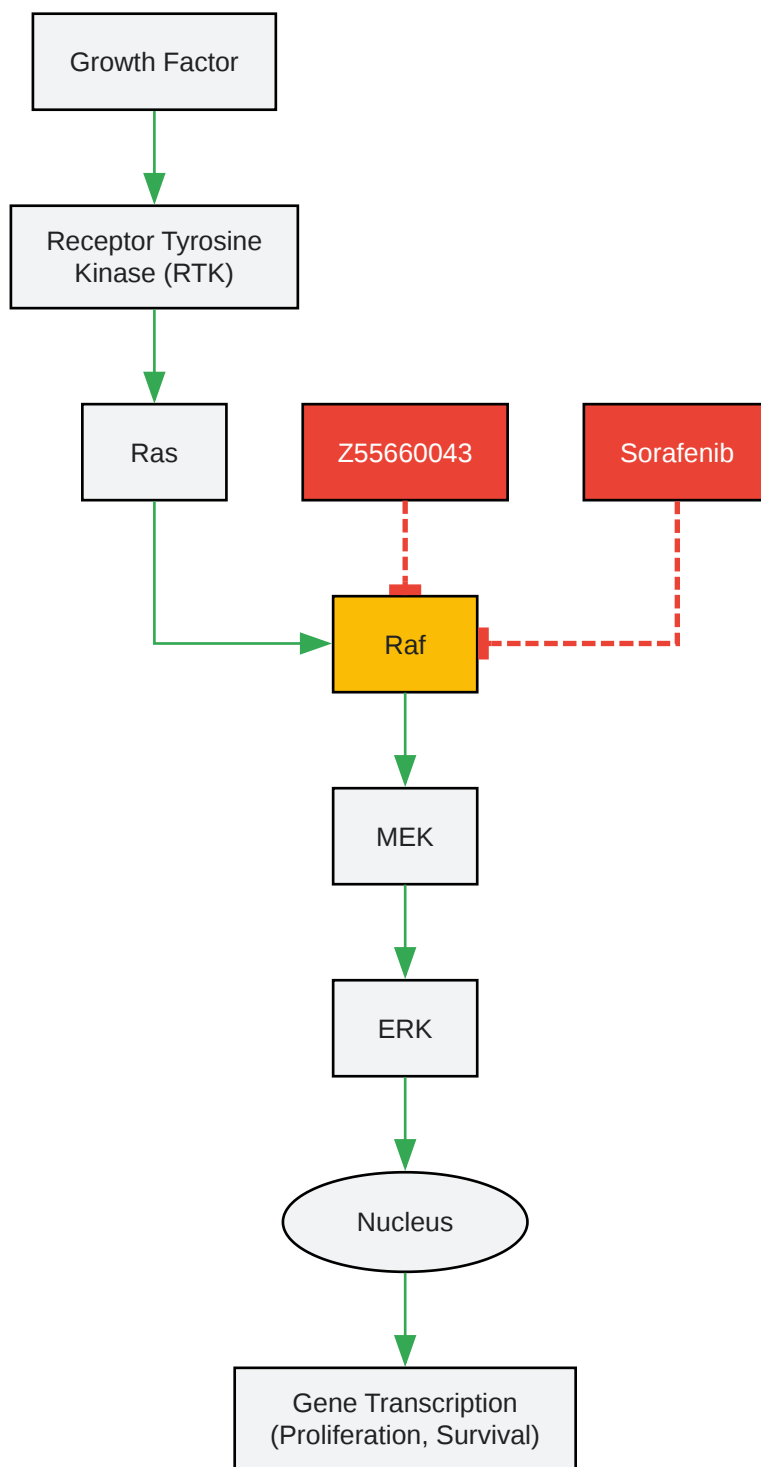 Growth Factor
Receptor Tyrosine
Kinase (RTK)
Ras
Z55660043
Sorafenib
Raf
MEK
ERK
Nucleus
Gene Transcription
(Proliferation, Survival)